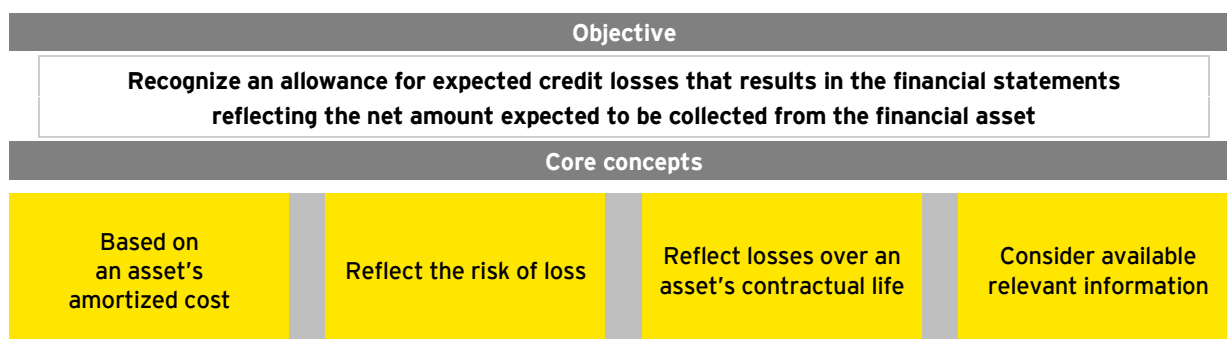 Objective
Recognize an allowance for expected credit losses that results in the financial statements
reflecting the net amount expected to be collected from the financial asset
Core concepts
Based on
an asset's
amortized cost
Reflect the risk of loss
Reflect losses over an
asset's contractual life
Consider available
relevant information